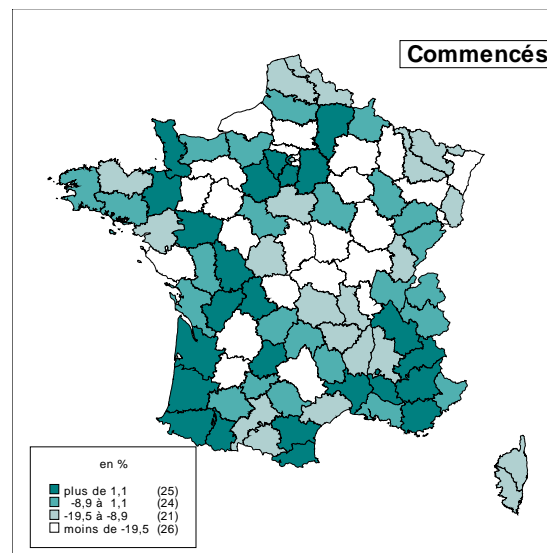 Commencés
en %
plus de 1,1 (25)
-8,9 à 1,1 (24)
-19,5 à -8,9 (21)
moins de -19,5 (26)